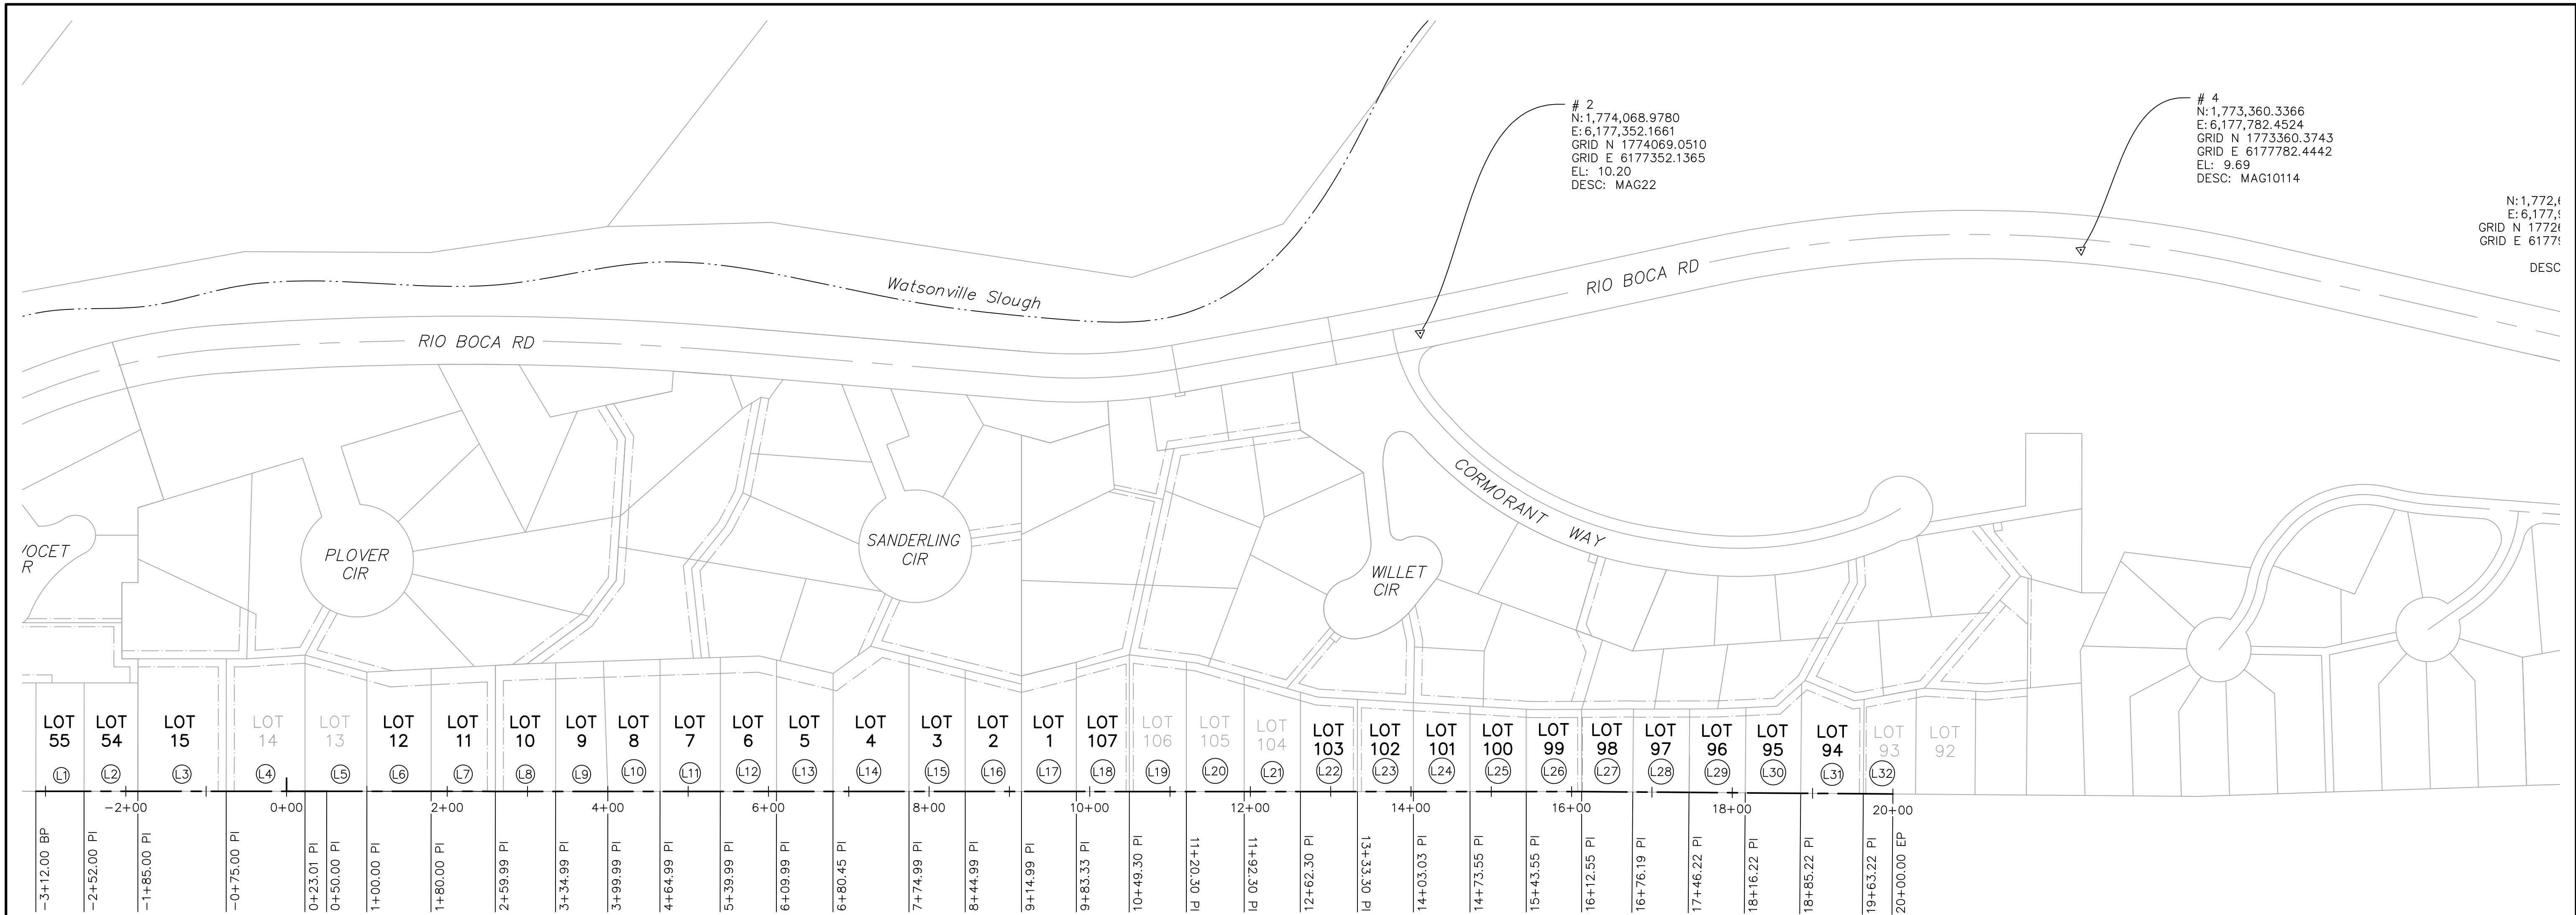 # 2
N:1,774,068.9780
E:6,177,352.1661
GRID N 1774069.0510
GRID E 6177352.1365
EL: 10.20
DESC: MAG22
# 4
N:1,773,360.3366
E:6,177,782.4524
GRID N 1773360.3743
GRID E 6177782.4442
EL: 9.69
DESC: MAG10114
N:1,772,6
E:6,177,9
GRID N 17726
GRID E 61779
DESC
Watsonville Slough
RIO BOCA RD
RIO BOCA RD
VOCET
R
PLOVER
CIR
SANDERLING
CIR
CORMORANT WAY
WILLET
CIR
LOT
55
LOT
54
LOT
15
LOT
14
LOT
13
LOT
12
LOT
11
LOT
10
LOT
9
LOT
8
LOT
7
LOT
6
LOT
5
LOT
4
LOT
3
LOT
2
LOT
1
LOT
107
LOT
106
LOT
105
LOT
104
LOT
103
LOT
102
LOT
101
LOT
100
LOT
99
LOT
98
LOT
97
LOT
96
LOT
95
LOT
94
LOT
93
LOT
92
L1 L2 L3 L4 L5 L6 L7 L8 L9 L10 L11 L12 L13 L14 L15 L16 L17 L18 L19 L20 L21 L22 L23 L24 L25 L26 L27 L28 L29 L30 L31 L32
-2+00 0+00 2+00 4+00 6+00 8+00 10+00 12+00 14+00 16+00 18+00 20+00
-3+12.00 BP
-2+52.00 PI
-1+85.00 PI
-0+75.00 PI
0+23.01 PI
0+50.00 PI
1+00.00 PI
1+80.00 PI
2+59.99 PI
3+34.99 PI
3+99.99 PI
4+64.99 PI
5+39.99 PI
6+09.99 PI
6+80.45 PI
7+74.99 PI
8+44.99 PI
9+14.99 PI
9+83.33 PI
10+49.30 PI
11+20.30 PI
11+92.30 PI
12+62.30 PI
13+33.30 PI
14+03.03 PI
14+73.55 PI
15+43.55 PI
16+12.55 PI
16+76.19 PI
17+46.22 PI
18+16.22 PI
18+85.22 PI
19+63.22 PI
20+00.00 EP